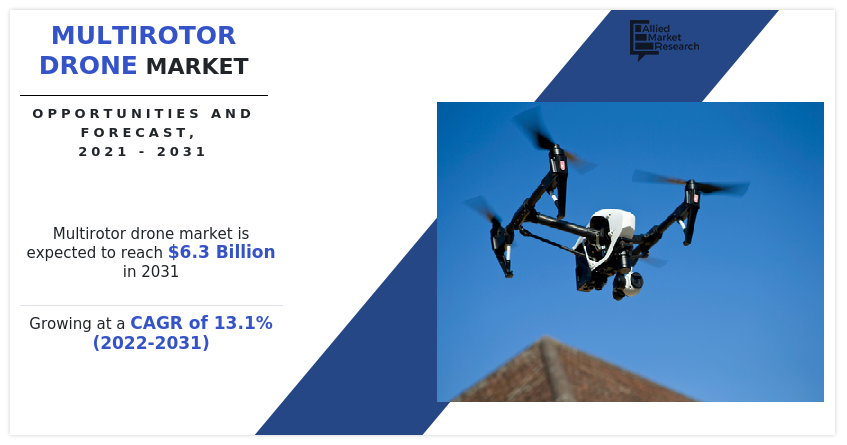 MULTIROTOR
DRONE MARKET
OPPORTUNITIES AND
FORECAST,
2021 - 2031
Multirotor drone market is
expected to reach $6.3 Billion
in 2031
Growing at a CAGR of 13.1%
(2022-2031)
Allied
Market
Research